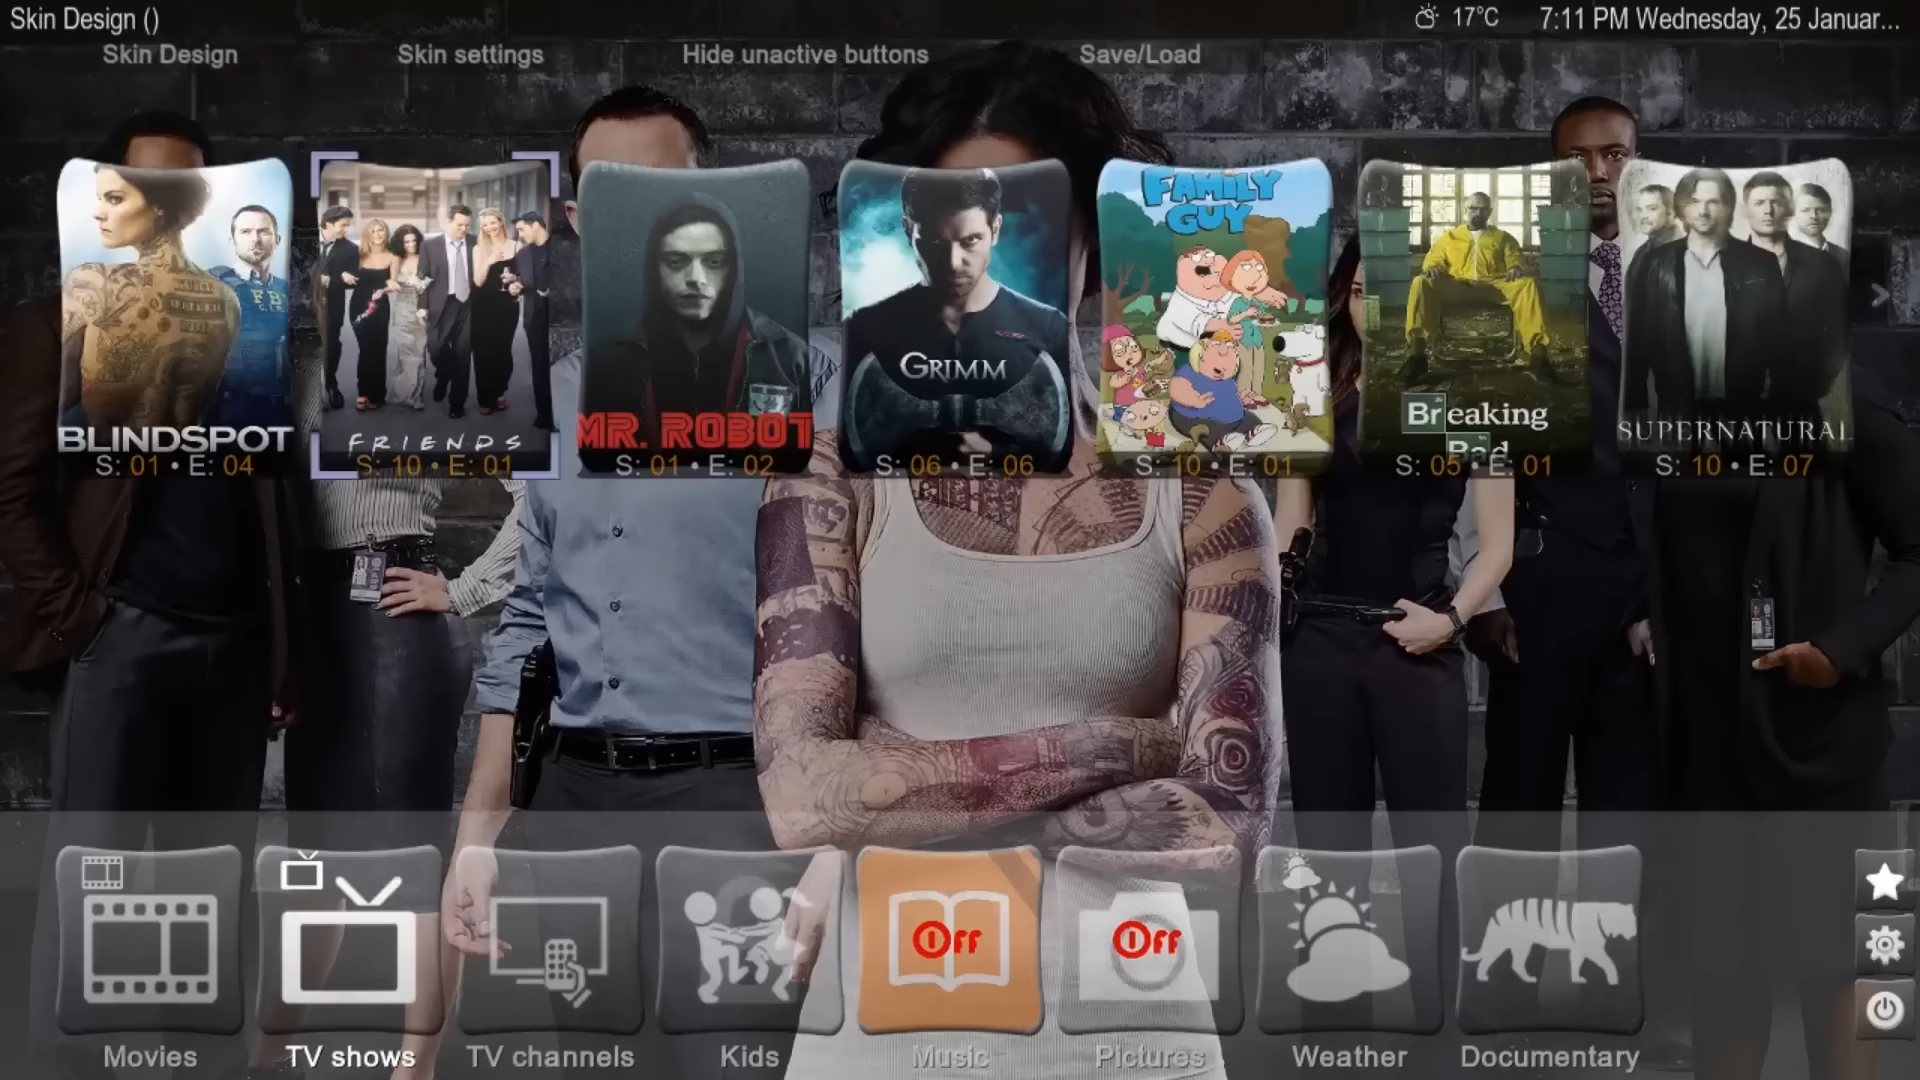 Skin Design ()
17°C
7:11 PM Wednesday, 25 Januar...
Skin Design
Skin settings
Hide unactive buttons
Save/Load
BLINDSPOT
S: 01 • E: 04
FRIENDS
S: 10 • E: 01
MR. ROBOT
S: 01 • E: 02
GRIMM
S: 06 • E: 06
FAMILY
GUY
S: 10 • E: 01
Breaking
Bad
S: 05 • E: 01
SUPERNATURAL
S: 10 • E: 07
OFF
OFF
Movies
TV shows
TV channels
Kids
Music
Pictures
Weather
Documentary